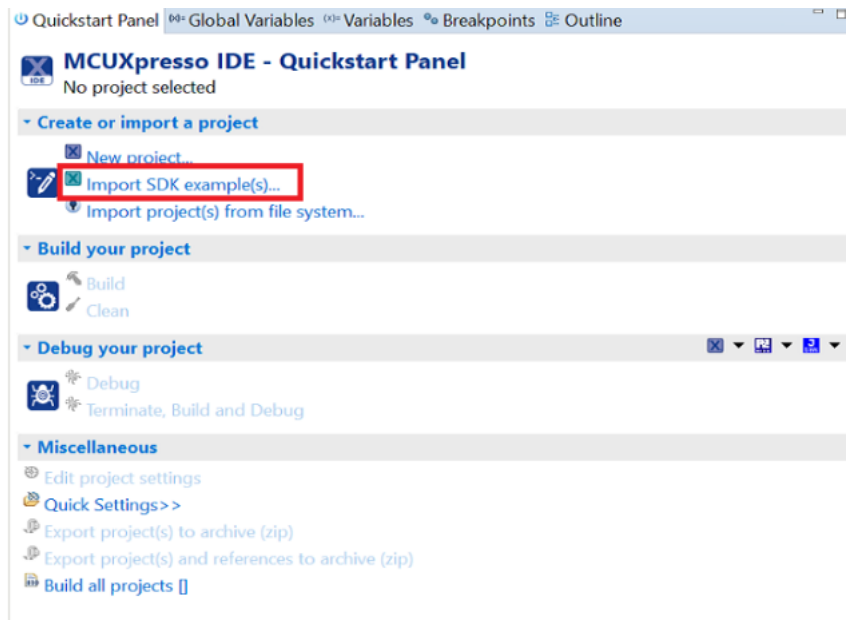 Quickstart Panel Global Variables Variables Breakpoints Outline
MCUXpresso IDE - Quickstart Panel
No project selected
Create or import a project
New project...
Import SDK example(s)...
Import project(s) from file system...
Build your project
Build
Clean
Debug your project
Debug
Terminate, Build and Debug
Miscellaneous
Edit project settings
Quick Settings>>
Export project(s) to archive (zip)
Export project(s) and references to archive (zip)
Build all projects []